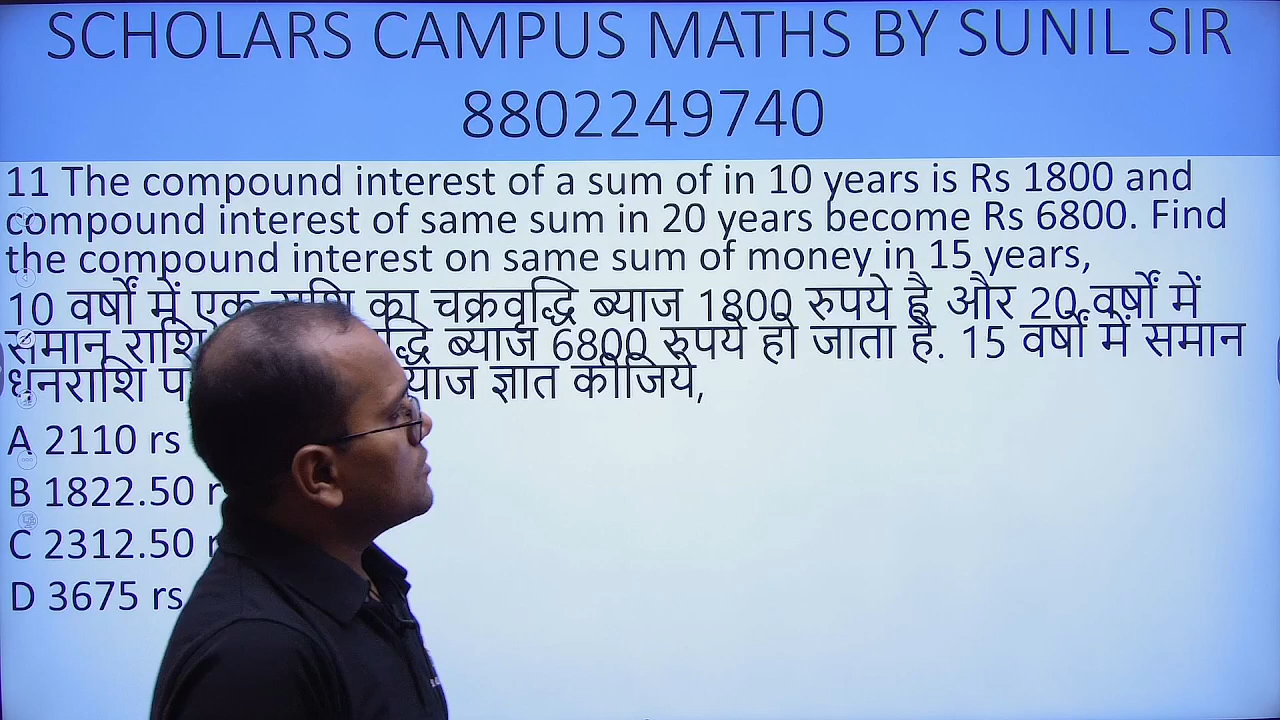 SCHOLARS CAMPUS MATHS BY SUNIL SIR
8802249740
11 The compound interest of a sum of in 10 years is Rs 1800 and
compound interest of same sum in 20 years become Rs 6800. Find
the compound interest on same sum of money in 15 years,
10 वर्षों में एक राशि का चक्रवृद्धि ब्याज 1800 रुपये है और 20 वर्षों में
समान राशि ब्याज 6800 रुपये हो जाता है. 15 वर्षों में समान
धनराशि ज्ञात कीजिये,
A 2110 rs
B 1822.50
C 2312.50
D 3675 rs